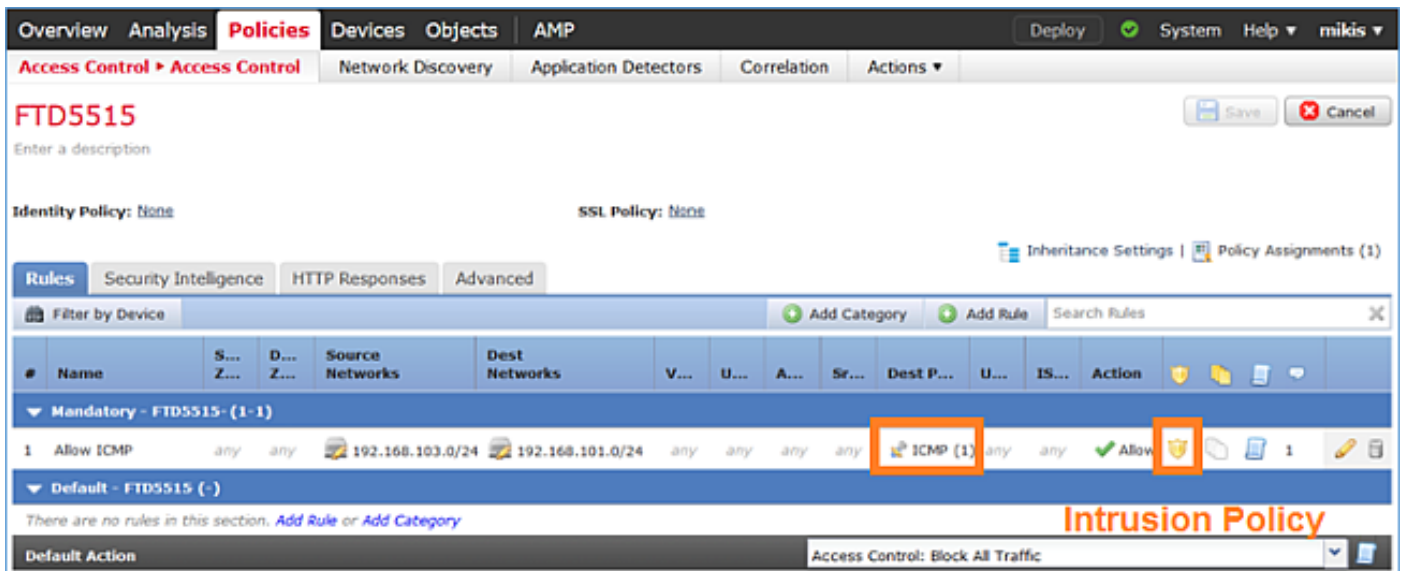 Overview Analysis Policies Devices Objects AMP Deploy System Help mikis
Access Control ▸ Access Control Network Discovery Application Detectors Correlation Actions
FTD5515 Save Cancel
Enter a description
Identity Policy: None SSL Policy: None
Inheritance Settings | Policy Assignments (1)
Rules Security Intelligence HTTP Responses Advanced
Filter by Device Add Category Add Rule Search Rules
# Name S... Z... D... Z... Source Networks Dest Networks V... U... A... Sr... Dest P... U... IS... Action
Mandatory - FTD5515- (1-1)
1 Allow ICMP any any 192.168.103.0/24 192.168.101.0/24 any any any any ICMP (1) any any Allow 1
Default - FTD5515 (-)
There are no rules in this section. Add Rule or Add Category
Intrusion Policy
Default Action Access Control: Block All Traffic